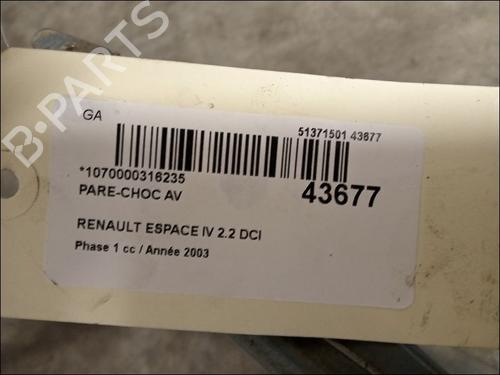 B-PARTS
GA
51371501 43677
*1070000316235
43677
PARE-CHOC AV
RENAULT ESPACE IV 2.2 DCI
Phase 1 cc / Année 2003